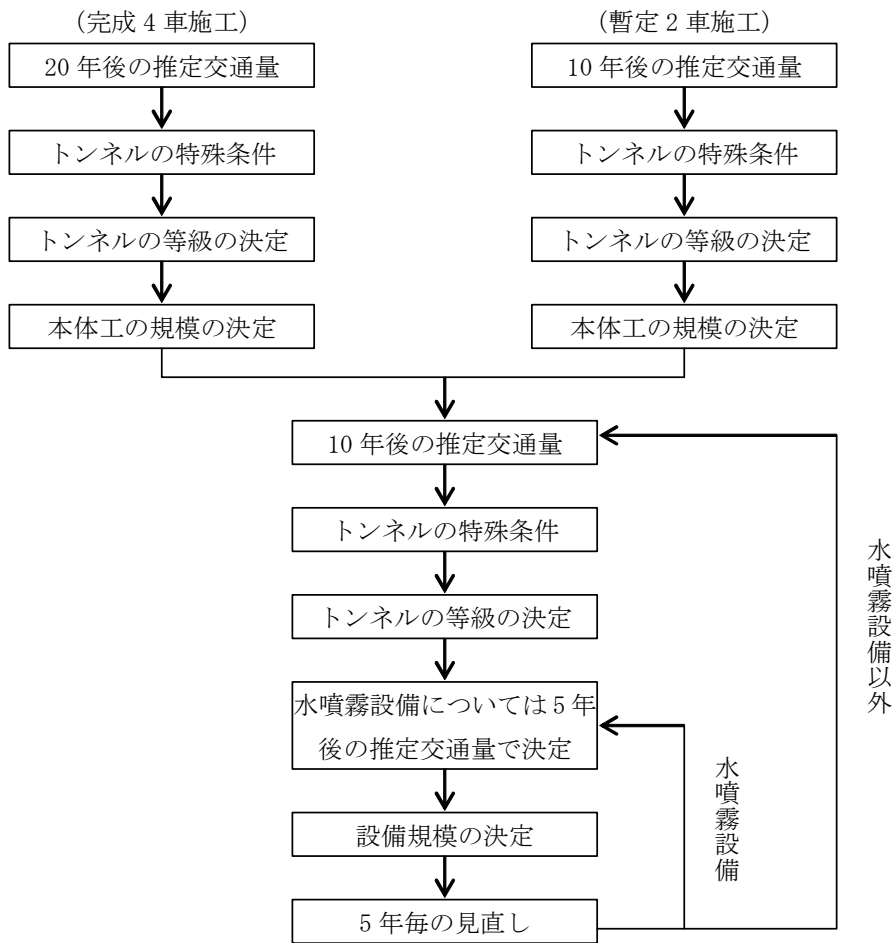 (完成 4 車施工)
20 年後の推定交通量
トンネルの特殊条件
トンネルの等級の決定
本体工の規模の決定
(暫定 2 車施工)
10 年後の推定交通量
トンネルの特殊条件
トンネルの等級の決定
本体工の規模の決定
10 年後の推定交通量
トンネルの特殊条件
トンネルの等級の決定
水噴霧設備については 5 年
後の推定交通量で決定
設備規模の決定
5 年毎の見直し
水噴霧設備
水噴霧設備以外